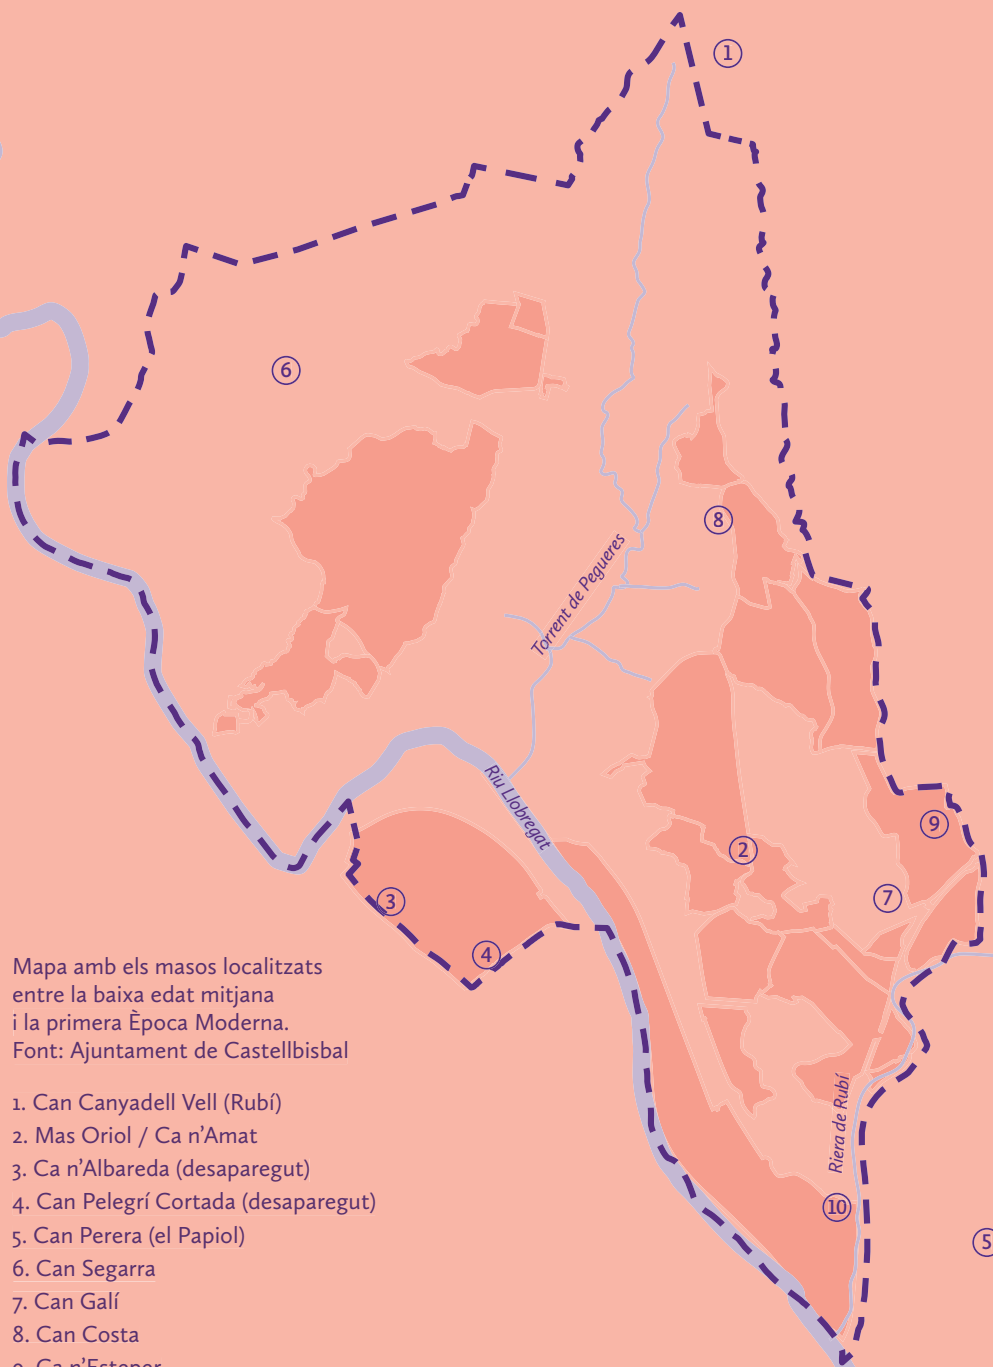 1
6
8
Torrent de Pegueres
Riu Llobregat
9
2
7
3
4
Mapa amb els masos localitzats
entre la baixa edat mitjana
i la primera Època Moderna.
Font: Ajuntament de Castellbisbal
Riera de Rubí
10
5
1. Can Canyadell Vell (Rubí)
2. Mas Oriol / Ca n'Amat
3. Ca n'Albareda (desaparegut)
4. Can Pelegrí Cortada (desaparegut)
5. Can Perera (el Papiol)
6. Can Segarra
7. Can Galí
8. Can Costa
9. Ca n'Esteper